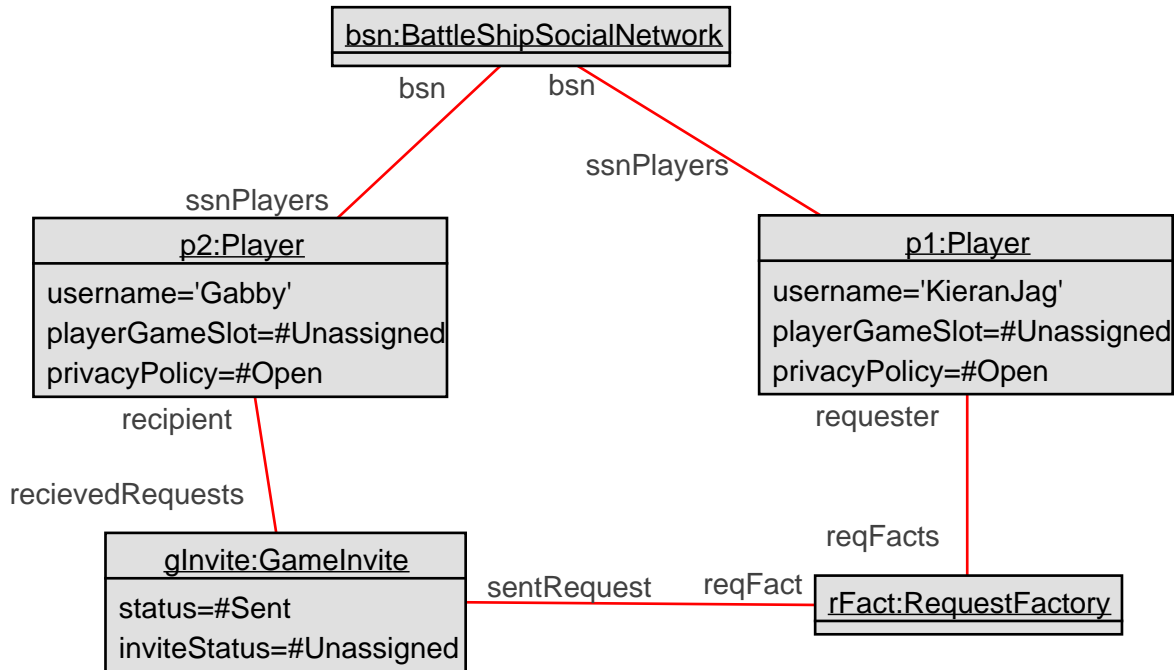 bsn:BattleShipSocialNetwork
bsn
bsn
ssnPlayers
ssnPlayers
p2:Player
username='Gabby'
playerGameSlot=#Unassigned
privacyPolicy=#Open
p1:Player
username='KieranJag'
playerGameSlot=#Unassigned
privacyPolicy=#Open
recipient
requester
recievedRequests
reqFacts
gInvite:GameInvite
status=#Sent
inviteStatus=#Unassigned
sentRequest
reqFact
rFact:RequestFactory